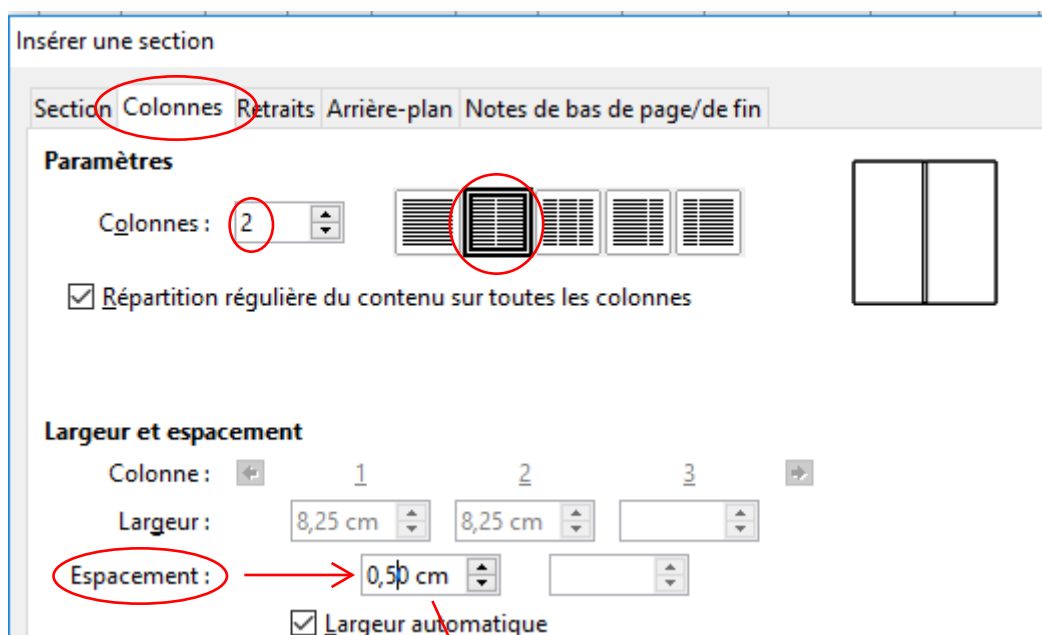 Insérer une section
Section Colonnes Retraits Arrière-plan Notes de bas de page/de fin
Paramètres
Colonnes : 2
Répartition régulière du contenu sur toutes les colonnes
Largeur et espacement
Colonne : 1 2 3
Largeur : 8,25 cm 8,25 cm
Espacement : 0,50 cm
Largeur automatique